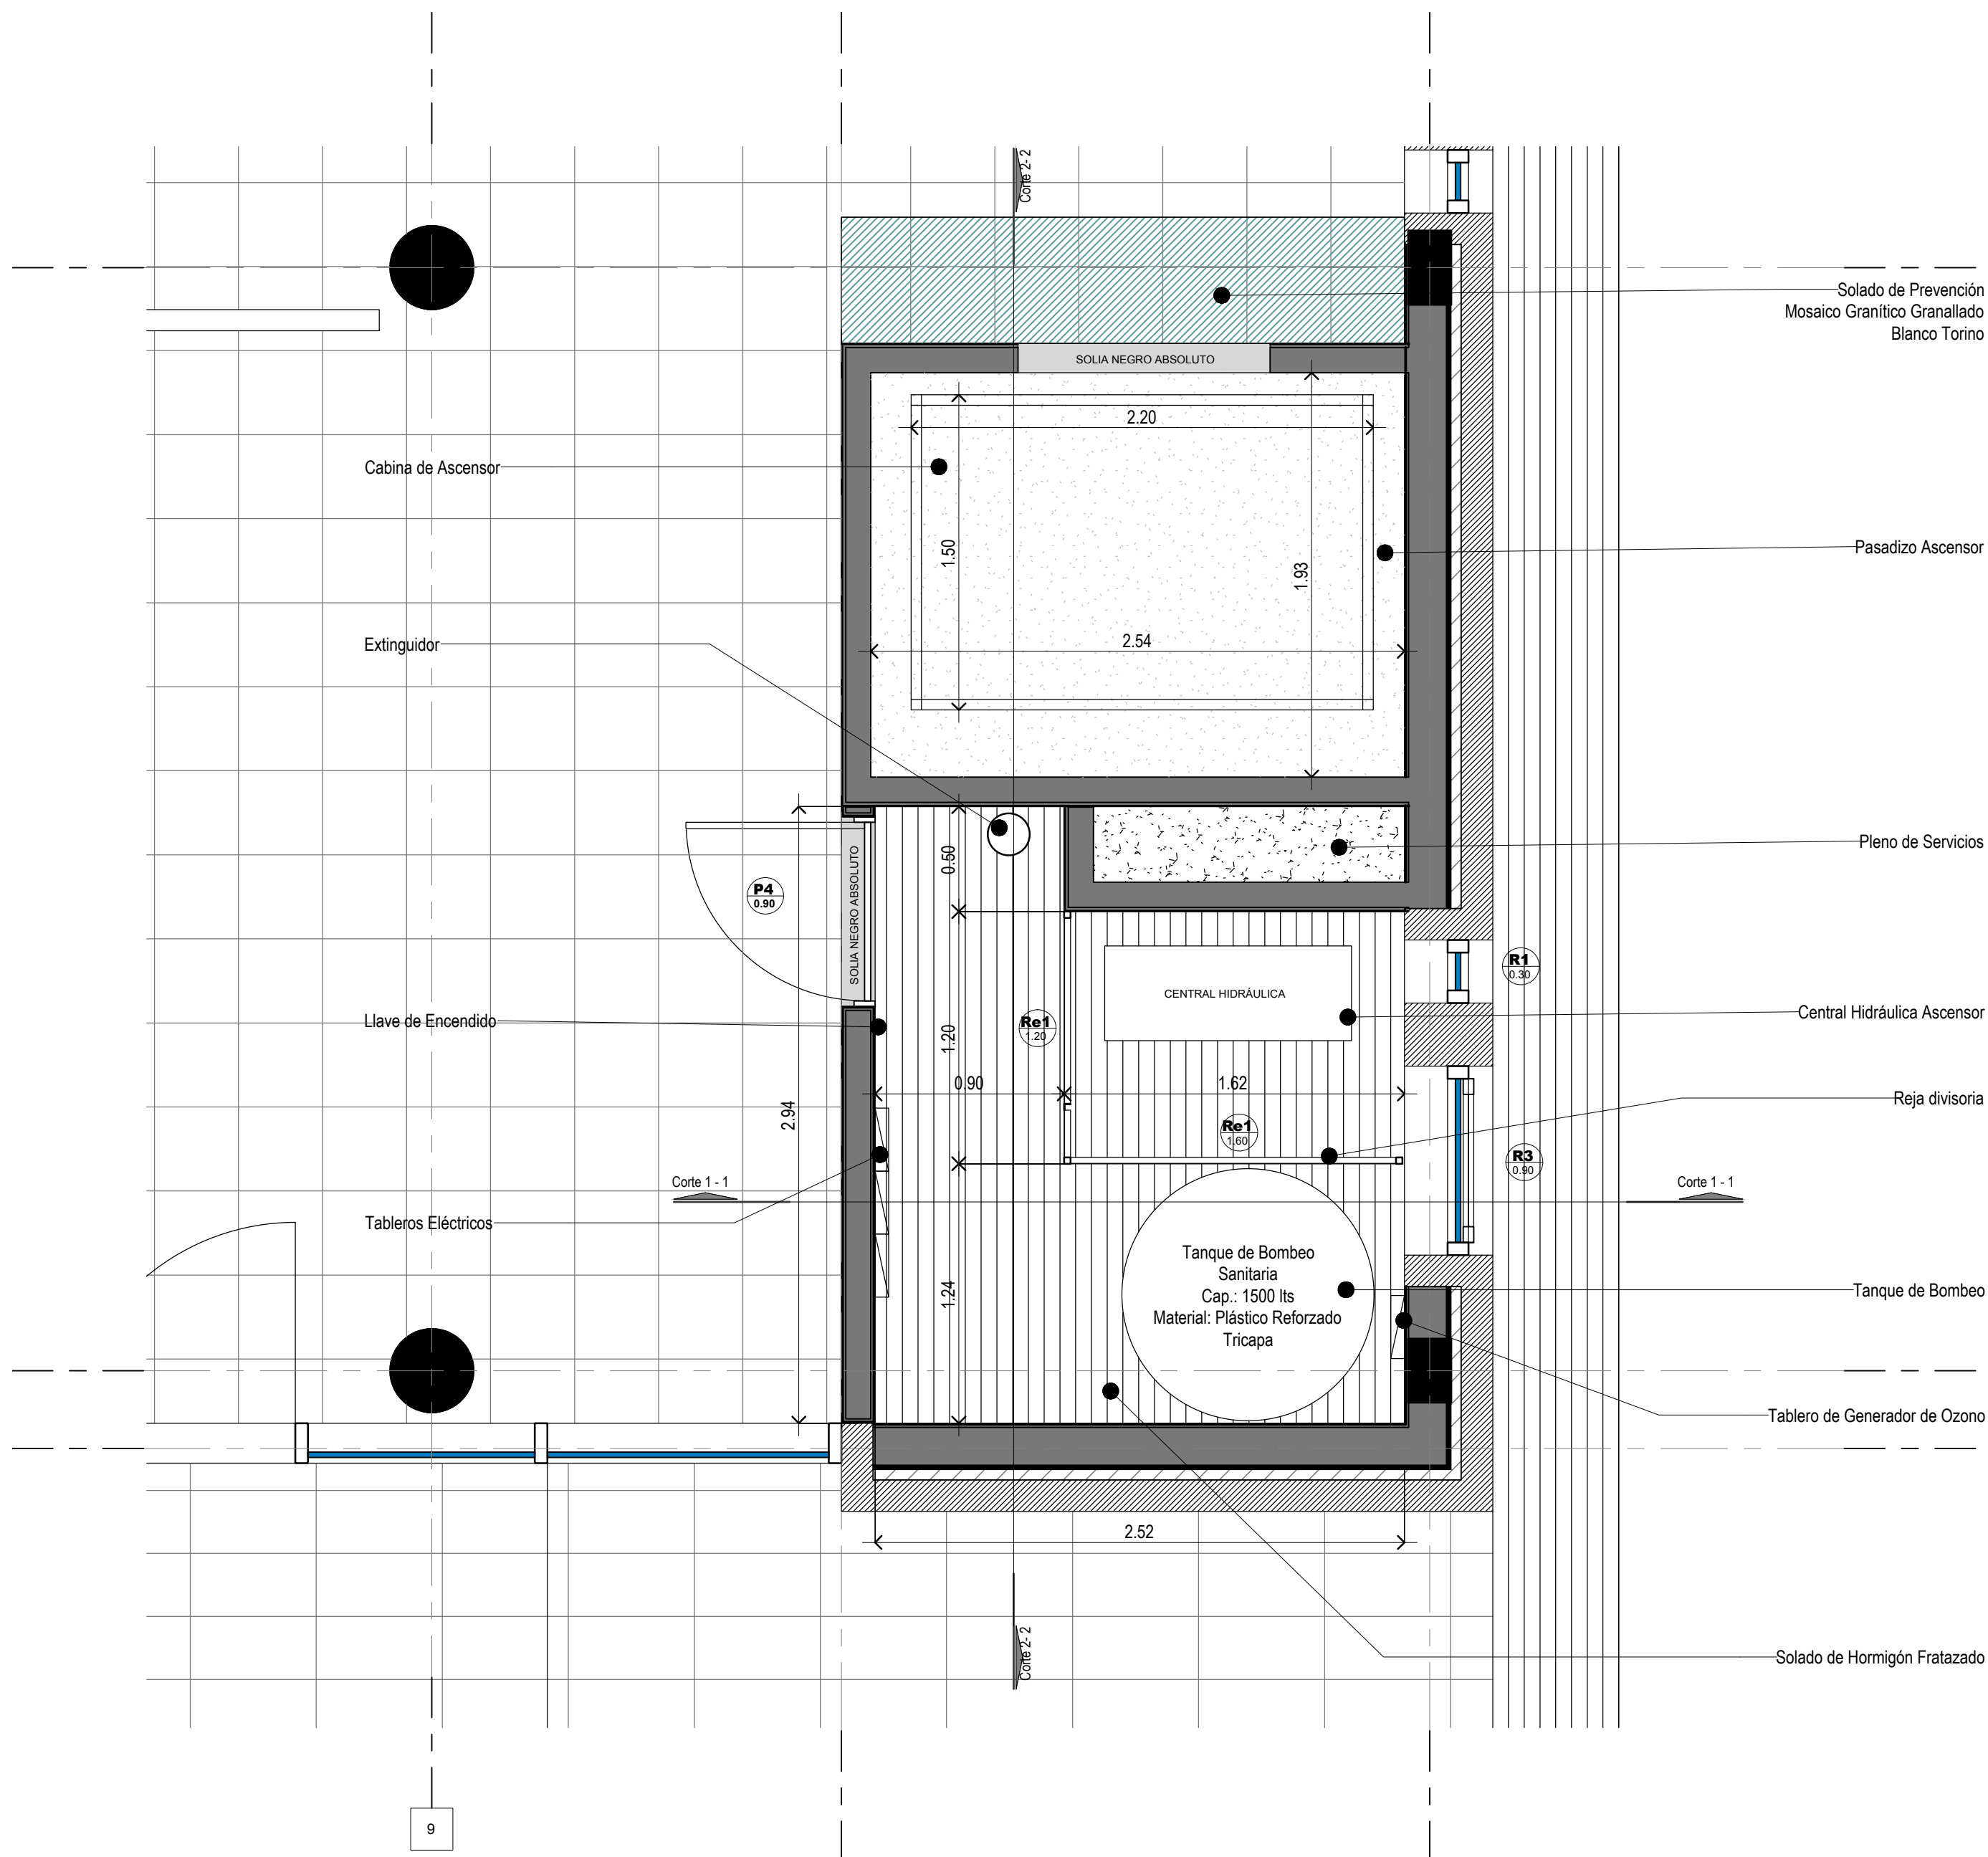 Corte 2- 2
Solado de Prevención
Mosaico Granítico Granallado
Blanco Torino
SOLIA NEGRO ABSOLUTO
2.20
Cabina de Ascensor
1.50
Pasadizo Ascensor
1.93
2.54
Extinguidor
Pleno de Servicios
0.50
SOLIA NEGRO ABSOLUTO
P4
0.90
R1
0.30
CENTRAL HIDRÁULICA
Central Hidráulica Ascensor
Llave de Encendido
Re1
1.20
1.20
0.90
1.62
Reja divisoria
2.94
Re1
1.60
R3
0.90
Corte 1 - 1
Corte 1 - 1
Tableros Eléctricos
Tanque de Bombeo
Sanitaria
Cap.: 1500 lts
Material: Plástico Reforzado
Tricapa
1.24
Tanque de Bombeo
Tablero de Generador de Ozono
2.52
Corte 2- 2
Solado de Hormigón Fratazado
9